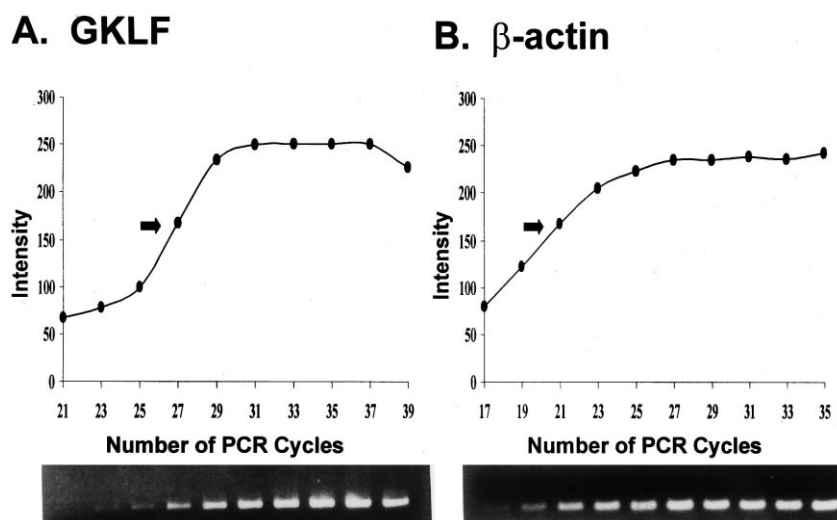 A. GKLF
300
250
200
150
100
50
0
Intensity
21 23 25 27 29 31 33 35 37 39
Number of PCR Cycles
B. β-actin
300
250
200
150
100
50
0
Intensity
17 19 21 23 25 27 29 31 33 35
Number of PCR Cycles